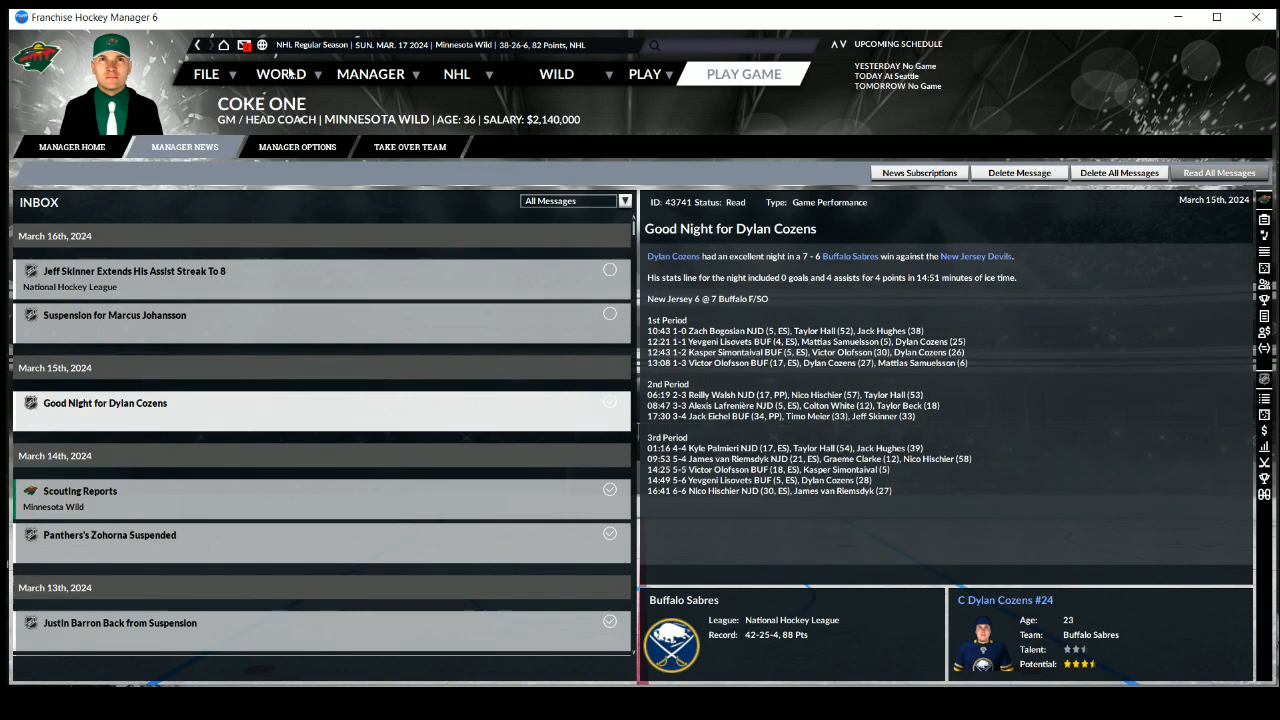 Franchise Hockey Manager 6
NHL Regular Season | SUN. MAR. 17 2024 | Minnesota Wild | 38-26-6, 82 Points, NHL
UPCOMING SCHEDULE
YESTERDAY No Game
TODAY At Seattle
TOMORROW No Game
FILE WORLD MANAGER NHL WILD PLAY PLAY GAME
COKE ONE
GM / HEAD COACH | MINNESOTA WILD | AGE: 36 | SALARY: $2,140,000
MANAGER HOME MANAGER NEWS MANAGER OPTIONS TAKE OVER TEAM
News Subscriptions Delete Message Delete All Messages Read All Messages
INBOX
All Messages
March 16th, 2024
Jeff Skinner Extends His Assist Streak To 8
National Hockey League
Suspension for Marcus Johansson
March 15th, 2024
Good Night for Dylan Cozens
March 14th, 2024
Scouting Reports
Minnesota Wild
Panthers's Zohorna Suspended
March 13th, 2024
Justin Barron Back from Suspension
ID: 43741 Status: Read Type: Game Performance
March 15th, 2024
Good Night for Dylan Cozens
Dylan Cozens had an excellent night in a 7 - 6 Buffalo Sabres win against the New Jersey Devils.
His stats line for the night included 0 goals and 4 assists for 4 points in 14:51 minutes of ice time.
New Jersey 6 @ 7 Buffalo F/SO
1st Period
10:43 1-0 Zach Bogosian NJD (5, ES), Taylor Hall (52), Jack Hughes (38)
12:21 1-1 Yevgeni Lisovets BUF (4, ES), Mattias Samuelsson (5), Dylan Cozens (25)
12:43 1-2 Kasper Simontaival BUF (5, ES), Victor Olofsson (30), Dylan Cozens (26)
13:08 1-3 Victor Olofsson BUF (17, ES), Dylan Cozens (27), Mattias Samuelsson (6)
2nd Period
06:19 2-3 Reilly Walsh NJD (17, PP), Nico Hischier (57), Taylor Hall (53)
08:47 3-3 Alexis Lafrenière NJD (5, ES), Colton White (12), Taylor Beck (18)
17:30 3-4 Jack Eichel BUF (34, PP), Timo Meier (33), Jeff Skinner (33)
3rd Period
01:16 4-4 Kyle Palmieri NJD (17, ES), Taylor Hall (54), Jack Hughes (39)
09:53 5-4 James van Riemsdyk NJD (21, ES), Graeme Clarke (12), Nico Hischier (58)
14:25 5-5 Victor Olofsson BUF (18, ES), Kasper Simontaival (5)
14:49 5-6 Yevgeni Lisovets BUF (5, ES), Dylan Cozens (28)
16:41 6-6 Nico Hischier NJD (30, ES), James van Riemsdyk (27)
Buffalo Sabres
League: National Hockey League
Record: 42-25-4, 88 Pts
C Dylan Cozens #24
Age: 23
Team: Buffalo Sabres
Talent:
Potential: